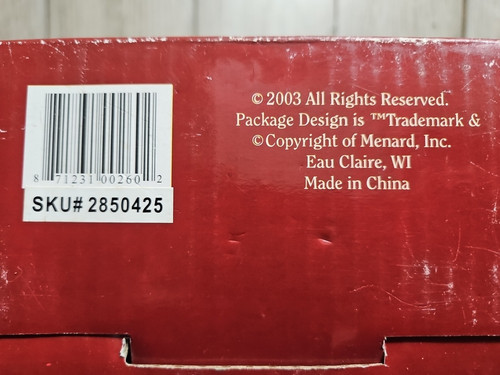 8 71231 00260 2
SKU# 2850425
© 2003 All Rights Reserved.
Package Design is ™Trademark &
©Copyright of Menard, Inc.
Eau Claire, WI
Made in China